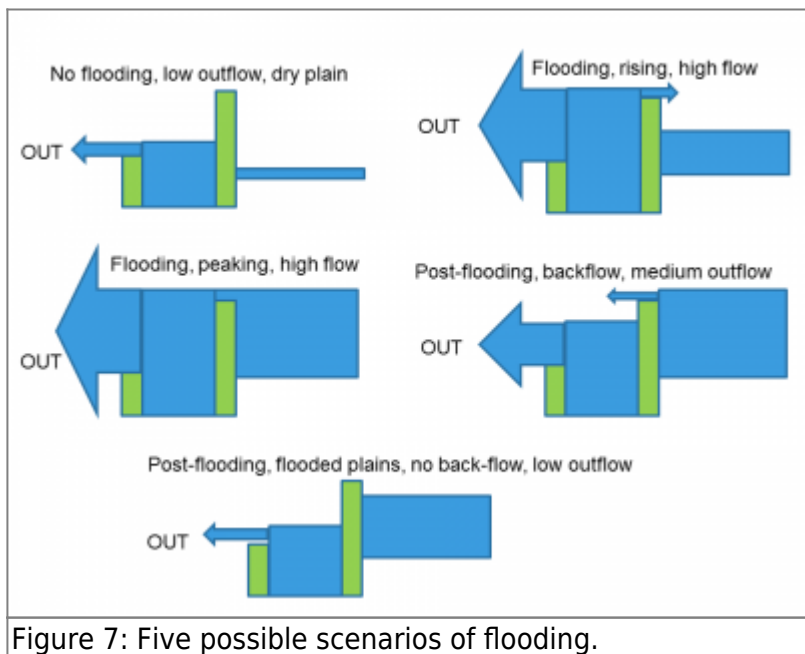 No flooding, low outflow, dry plain
OUT
Flooding, rising, high flow
OUT
Flooding, peaking, high flow
OUT
Post-flooding, backflow, medium outflow
OUT
Post-flooding, flooded plains, no back-flow, low outflow
OUT
Figure 7: Five possible scenarios of flooding.